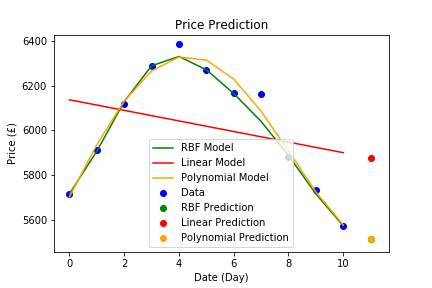 Price Prediction
6400
6200
6000
5800
5600
Price (£)
RBF Model
Linear Model
Polynomial Model
Data
RBF Prediction
Linear Prediction
Polynomial Prediction
0 2 4 6 8 10
Date (Day)